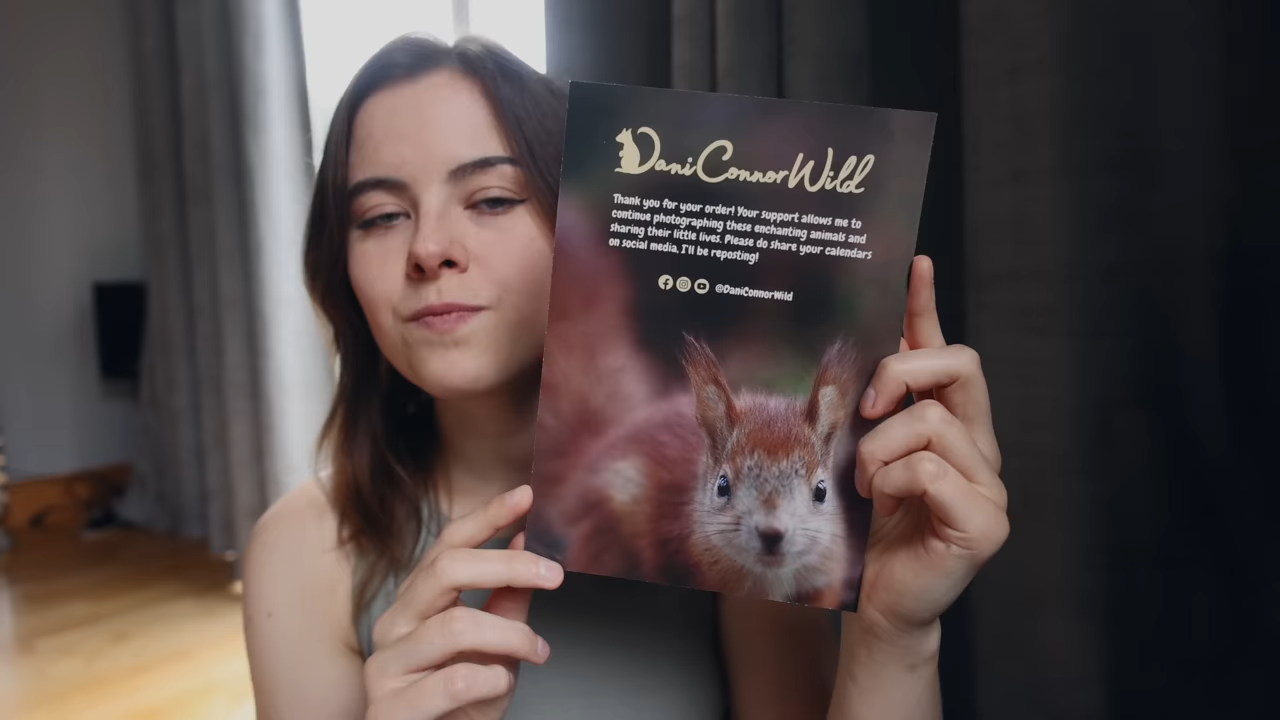 DaniConnorWild
Thank you for your order! Your support allows me to
continue photographing these enchanting animals and
sharing their little lives. Please do share your calendars
on social media, I'll be reposting!
@DaniConnorWild